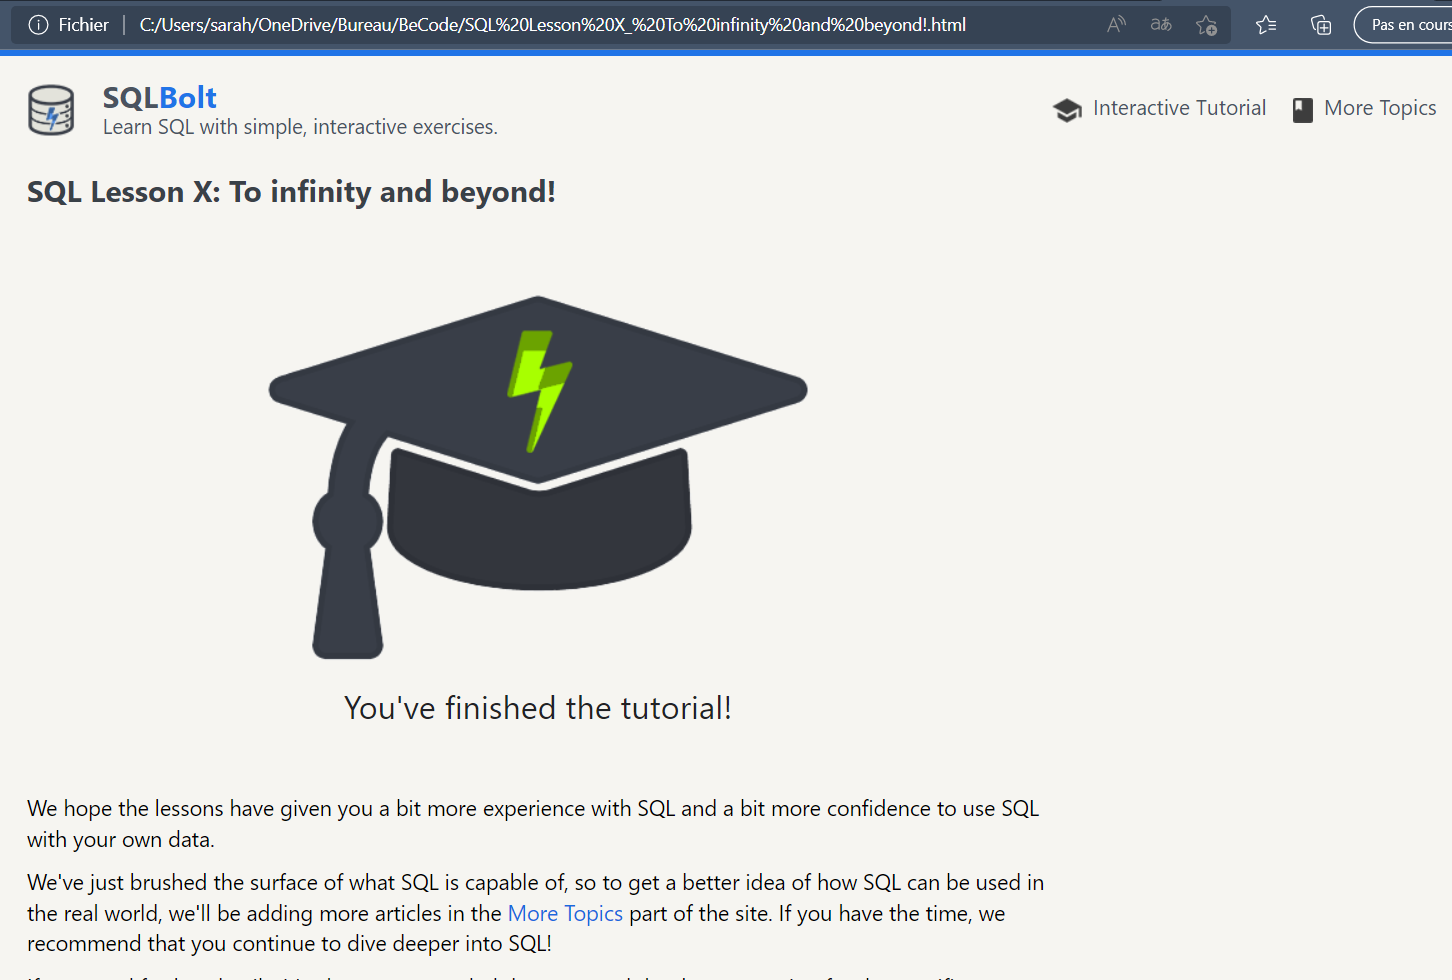 Fichier | C:/Users/sarah/OneDrive/Bureau/BeCode/SQL%20Lesson%20X_%20To%20infinity%20and%20beyond!.html
Pas en cours
SQLBolt
Learn SQL with simple, interactive exercises.
Interactive Tutorial
More Topics
SQL Lesson X: To infinity and beyond!
You've finished the tutorial!
We hope the lessons have given you a bit more experience with SQL and a bit more confidence to use SQL
with your own data.
We've just brushed the surface of what SQL is capable of, so to get a better idea of how SQL can be used in
the real world, we'll be adding more articles in the More Topics part of the site. If you have the time, we
recommend that you continue to dive deeper into SQL!